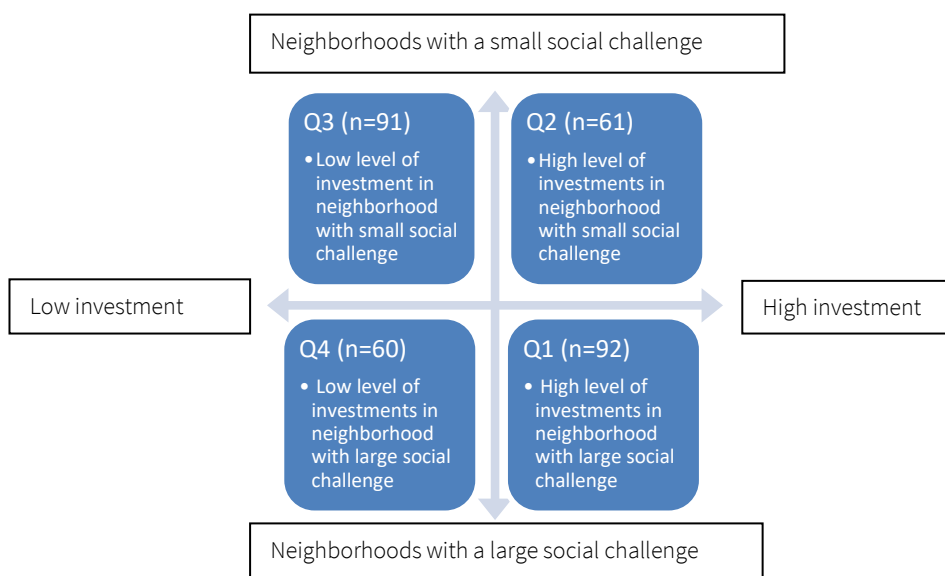 Neighborhoods with a small social challenge
Q3 (n=91)
•Low level of
investment in
neighborhood
with small social
challenge
Q2 (n=61)
•High level of
investments in
neighborhood
with small social
challenge
Low investment
High investment
Q4 (n=60)
• Low level of
investments in
neighborhood
with large social
challenge
Q1 (n=92)
• High level of
investments in
neighborhood
with large social
challenge
Neighborhoods with a large social challenge